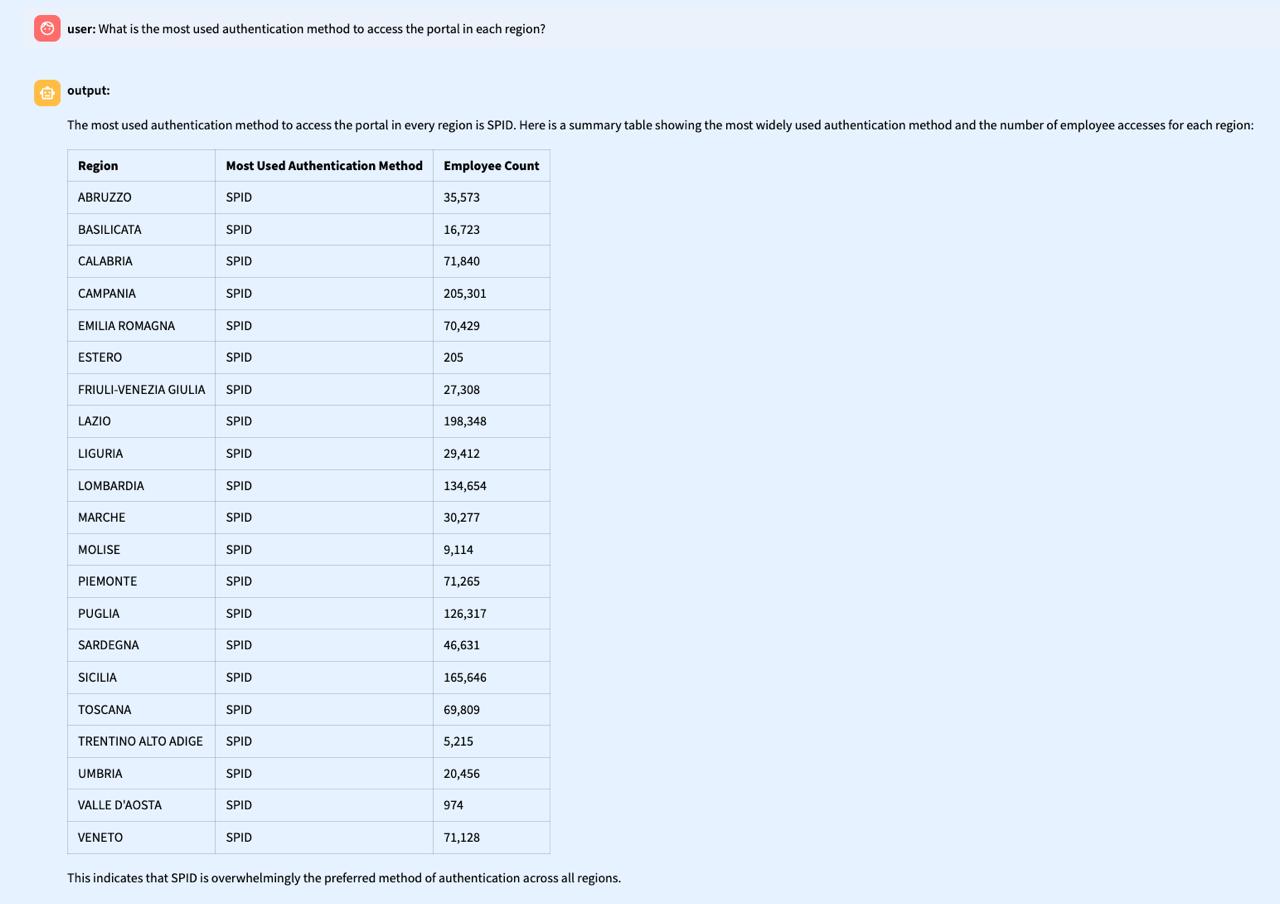 user: What is the most used authentication method to access the portal in each region?
output:
The most used authentication method to access the portal in every region is SPID. Here is a summary table showing the most widely used authentication method and the number of employee accesses for each region:
Region Most Used Authentication Method Employee Count
ABRUZZO SPID 35,573
BASILICATA SPID 16,723
CALABRIA SPID 71,840
CAMPANIA SPID 205,301
EMILIA ROMAGNA SPID 70,429
ESTERO SPID 205
FRIULI-VENEZIA GIULIA SPID 27,308
LAZIO SPID 198,348
LIGURIA SPID 29,412
LOMBARDIA SPID 134,654
MARCHE SPID 30,277
MOLISE SPID 9,114
PIEMONTE SPID 71,265
PUGLIA SPID 126,317
SARDEGNA SPID 46,631
SICILIA SPID 165,646
TOSCANA SPID 69,809
TRENTINO ALTO ADIGE SPID 5,215
UMBRIA SPID 20,456
VALLE D'AOSTA SPID 974
VENETO SPID 71,128
This indicates that SPID is overwhelmingly the preferred method of authentication across all regions.